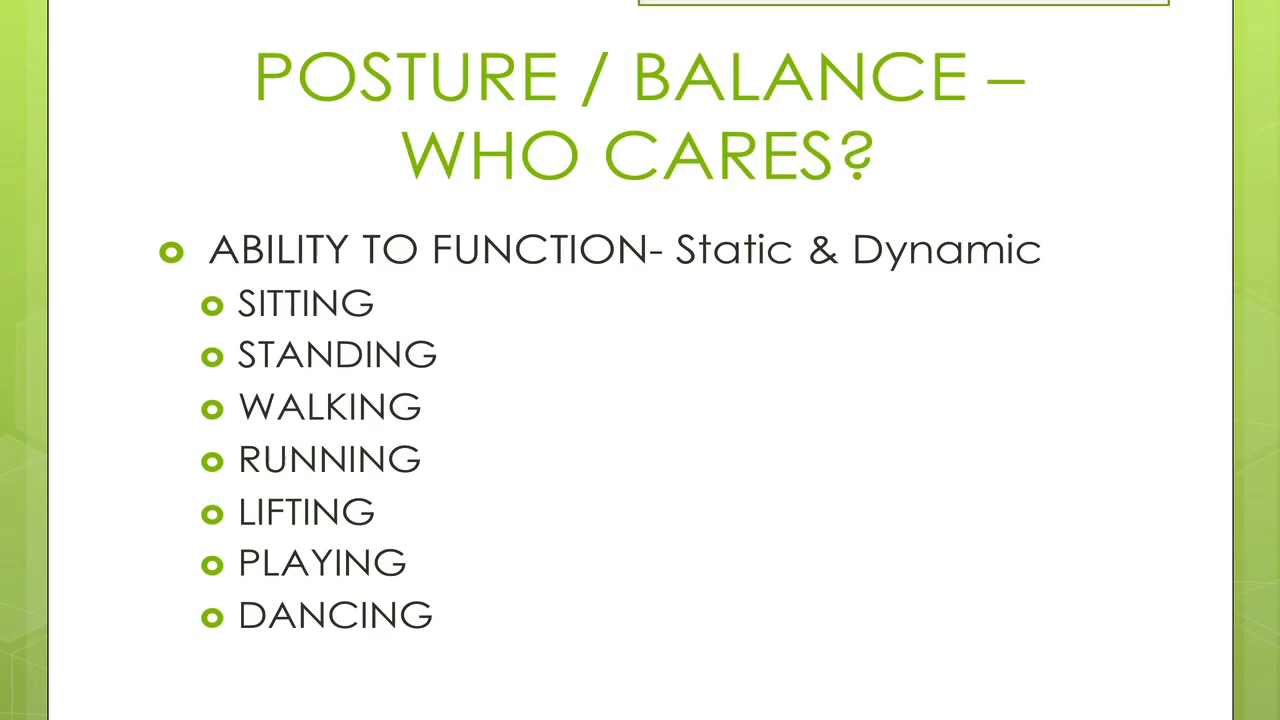 POSTURE / BALANCE –
WHO CARES?
ABILITY TO FUNCTION- Static & Dynamic
SITTING
STANDING
WALKING
RUNNING
LIFTING
PLAYING
DANCING